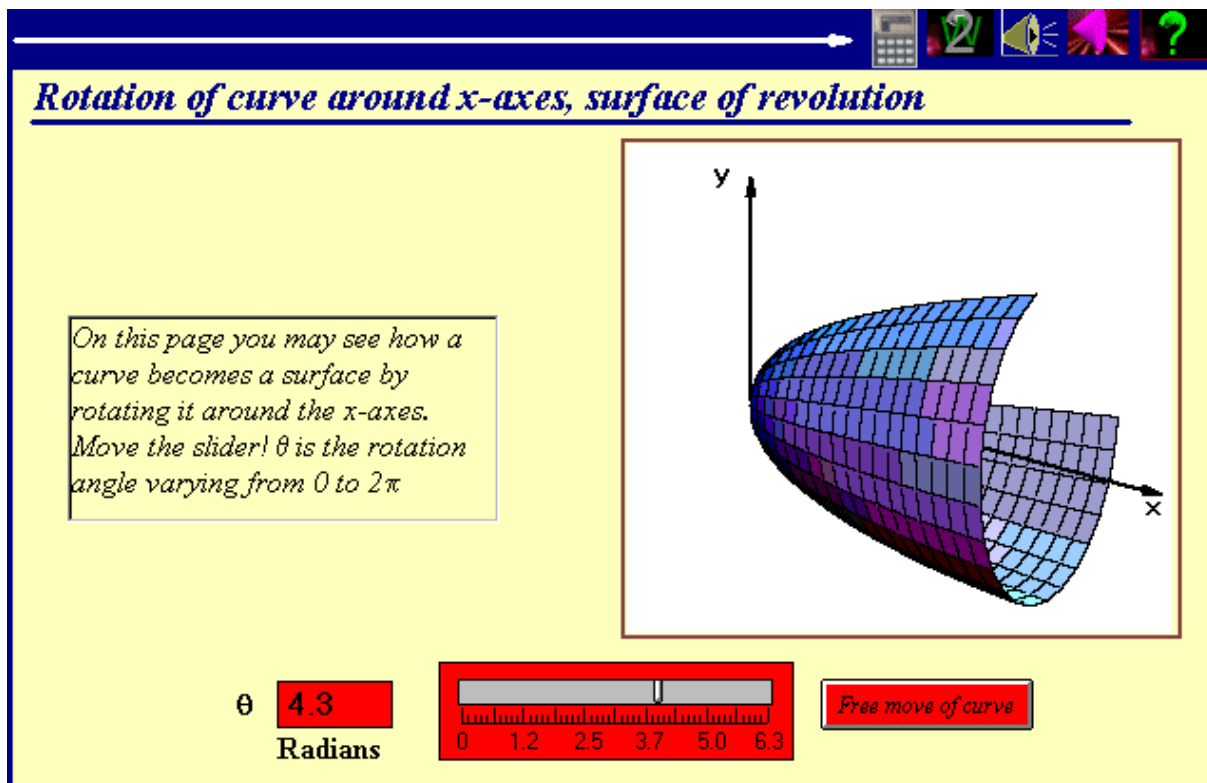 W 2 ?
Rotation of curve around x-axes, surface of revolution
y
On this page you may see how a
curve becomes a surface by
rotating it around the x-axes.
Move the slider! θ is the rotation
angle varying from 0 to 2π
x
θ 4.3
Radians
0 1.2 2.5 3.7 5.0 6.3
Free move of curve